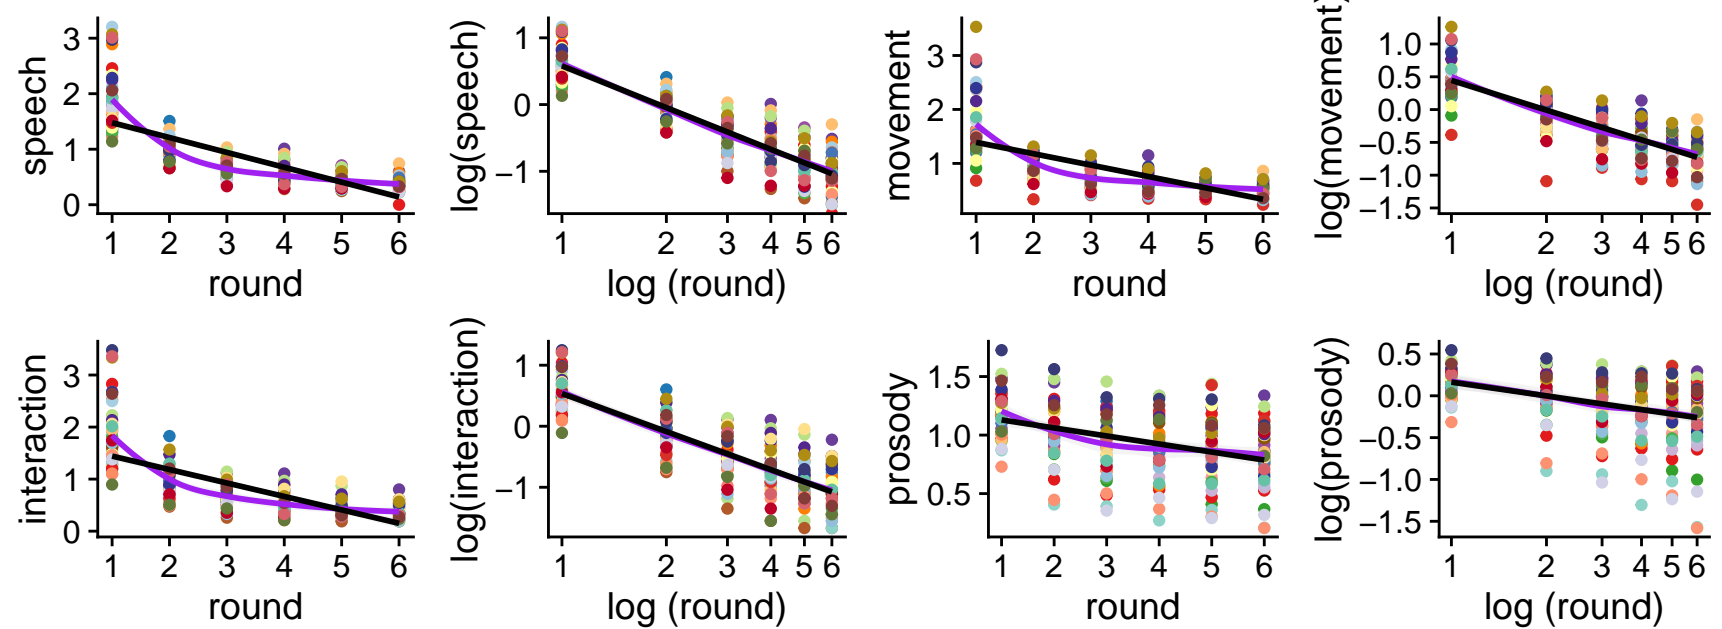 speech
3
2
1
0
1 2 3 4 5 6
round
log(speech)
1
0
−1
1 2 3 4 5 6
log (round)
movement
3
2
1
1 2 3 4 5 6
round
log(movement)
1.0
0.5
0.0
−0.5
−1.0
−1.5
1 2 3 4 5 6
log (round)
interaction
3
2
1
0
1 2 3 4 5 6
round
log(interaction)
1
0
−1
1 2 3 4 5 6
log (round)
prosody
1.5
1.0
0.5
1 2 3 4 5 6
round
log(prosody)
0.5
0.0
−0.5
−1.0
−1.5
1 2 3 4 5 6
log (round)